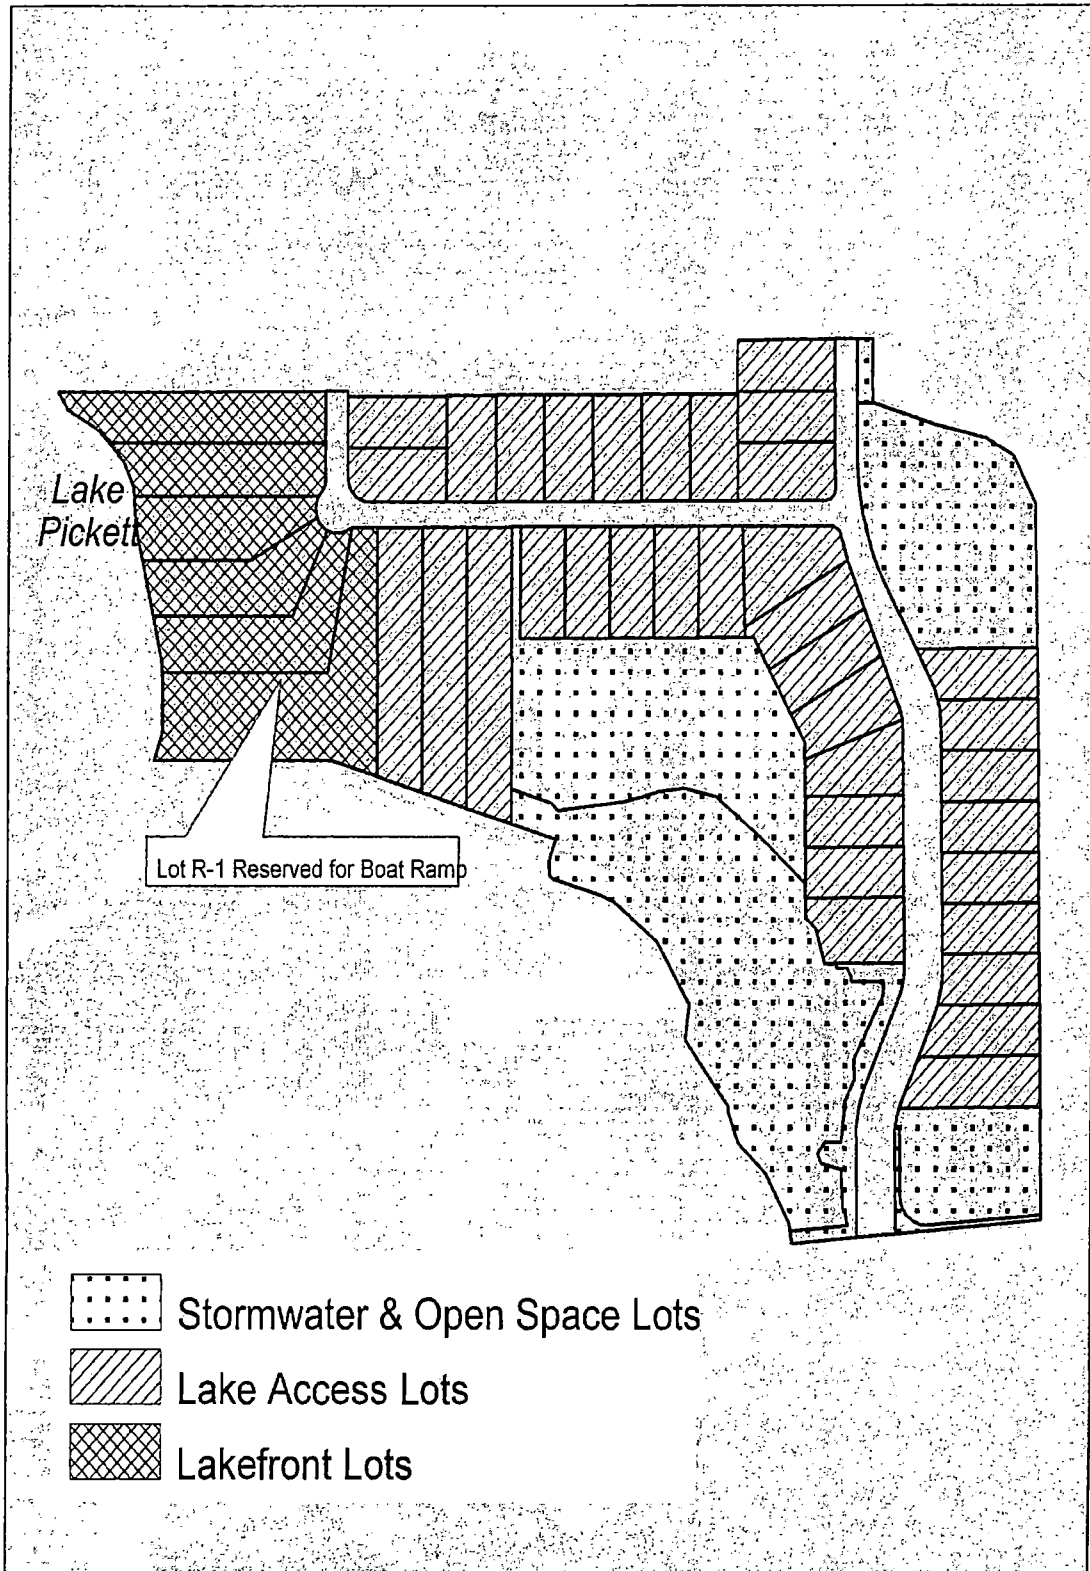 Lake
Pickett
Lot R-1 Reserved for Boat Ramp
Stormwater & Open Space Lots
Lake Access Lots
Lakefront Lots